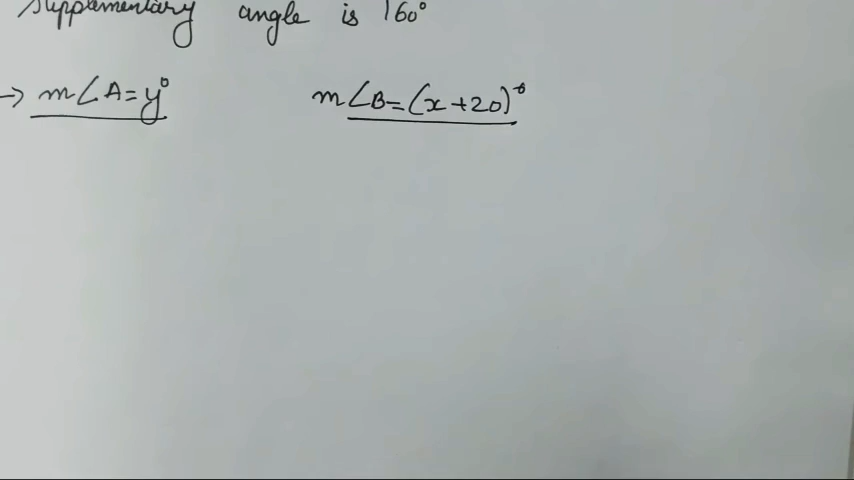 supplementary angle is 160°
→ m∠A=y° m∠B=(x+20)°